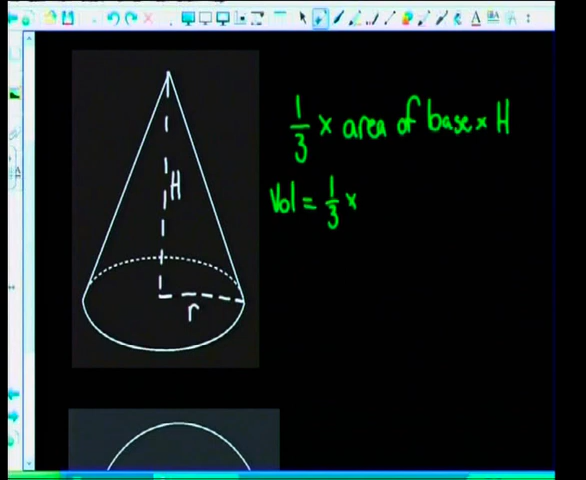 1/3 x area of base x H
Vol = 1/3 x
H
r